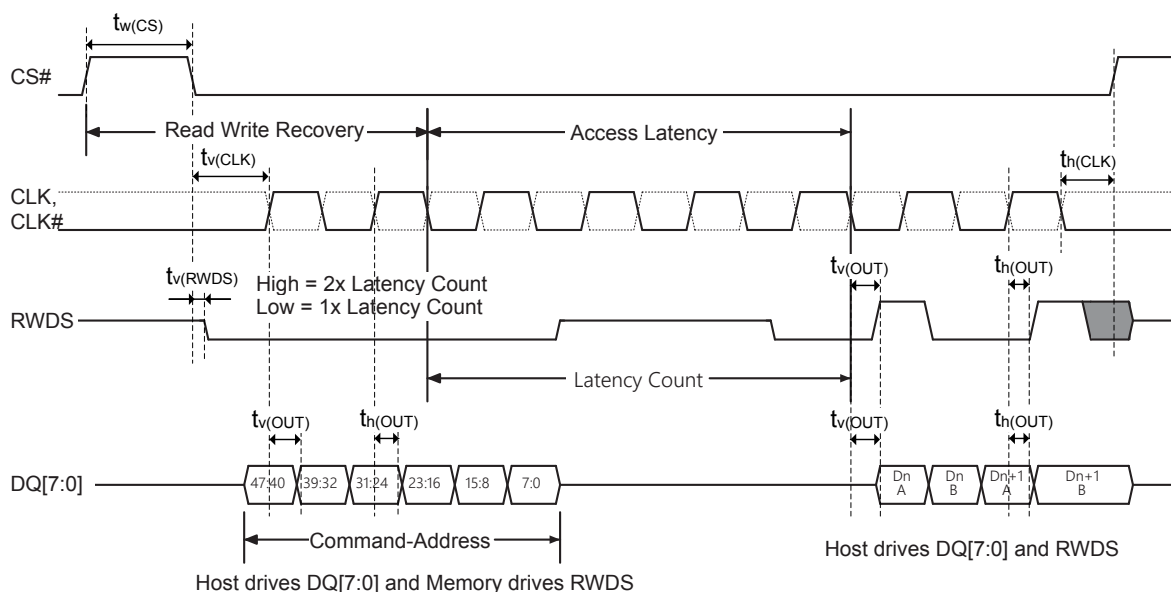 tw(CS)
CS#
Read Write Recovery
Access Latency
tv(CLK)
th(CLK)
CLK,
CLK#
tv(RWDS)
High = 2x Latency Count
Low = 1x Latency Count
tv(OUT)
th(OUT)
RWDS
Latency Count
tv(OUT)
th(OUT)
tv(OUT)
th(OUT)
DQ[7:0]
47:40
39:32
31:24
23:16
15:8
7:0
Dn
A
Dn
B
Dn+1
A
Dn+1
B
Command-Address
Host drives DQ[7:0] and RWDS
Host drives DQ[7:0] and Memory drives RWDS